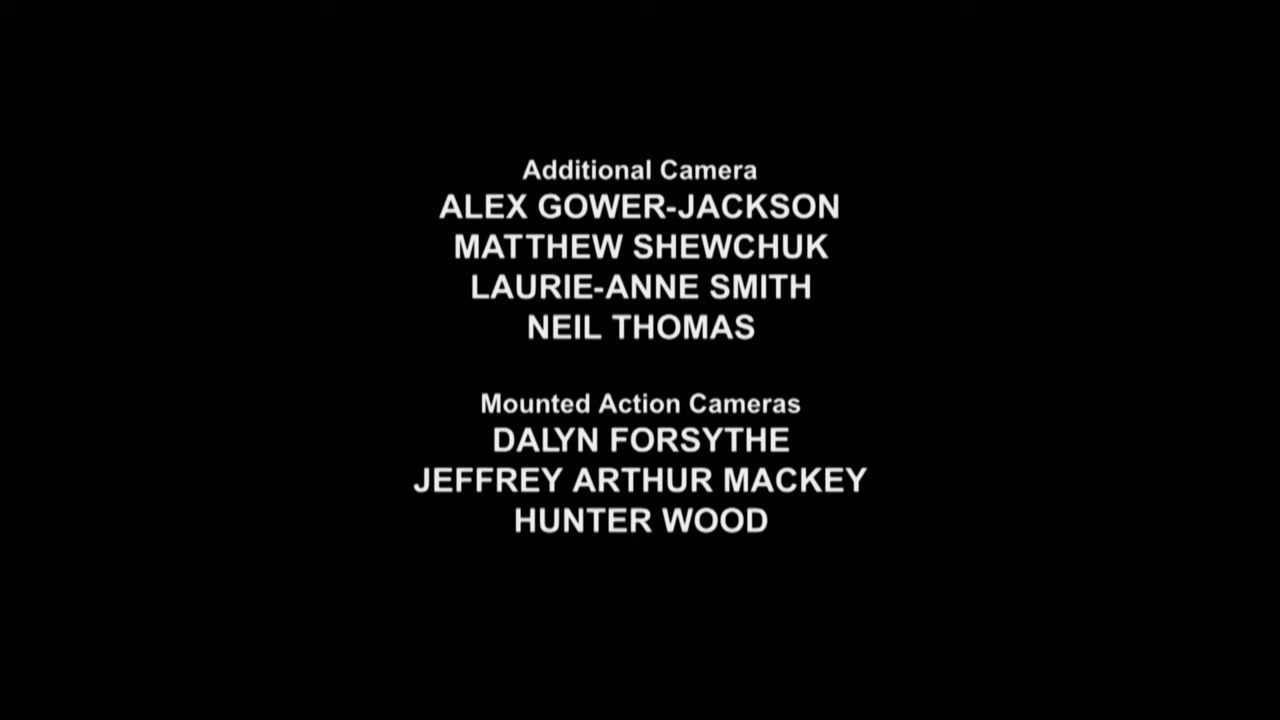 Additional Camera
ALEX GOWER-JACKSON
MATTHEW SHEWCHUK
LAURIE-ANNE SMITH
NEIL THOMAS
Mounted Action Cameras
DALYN FORSYTHE
JEFFREY ARTHUR MACKEY
HUNTER WOOD